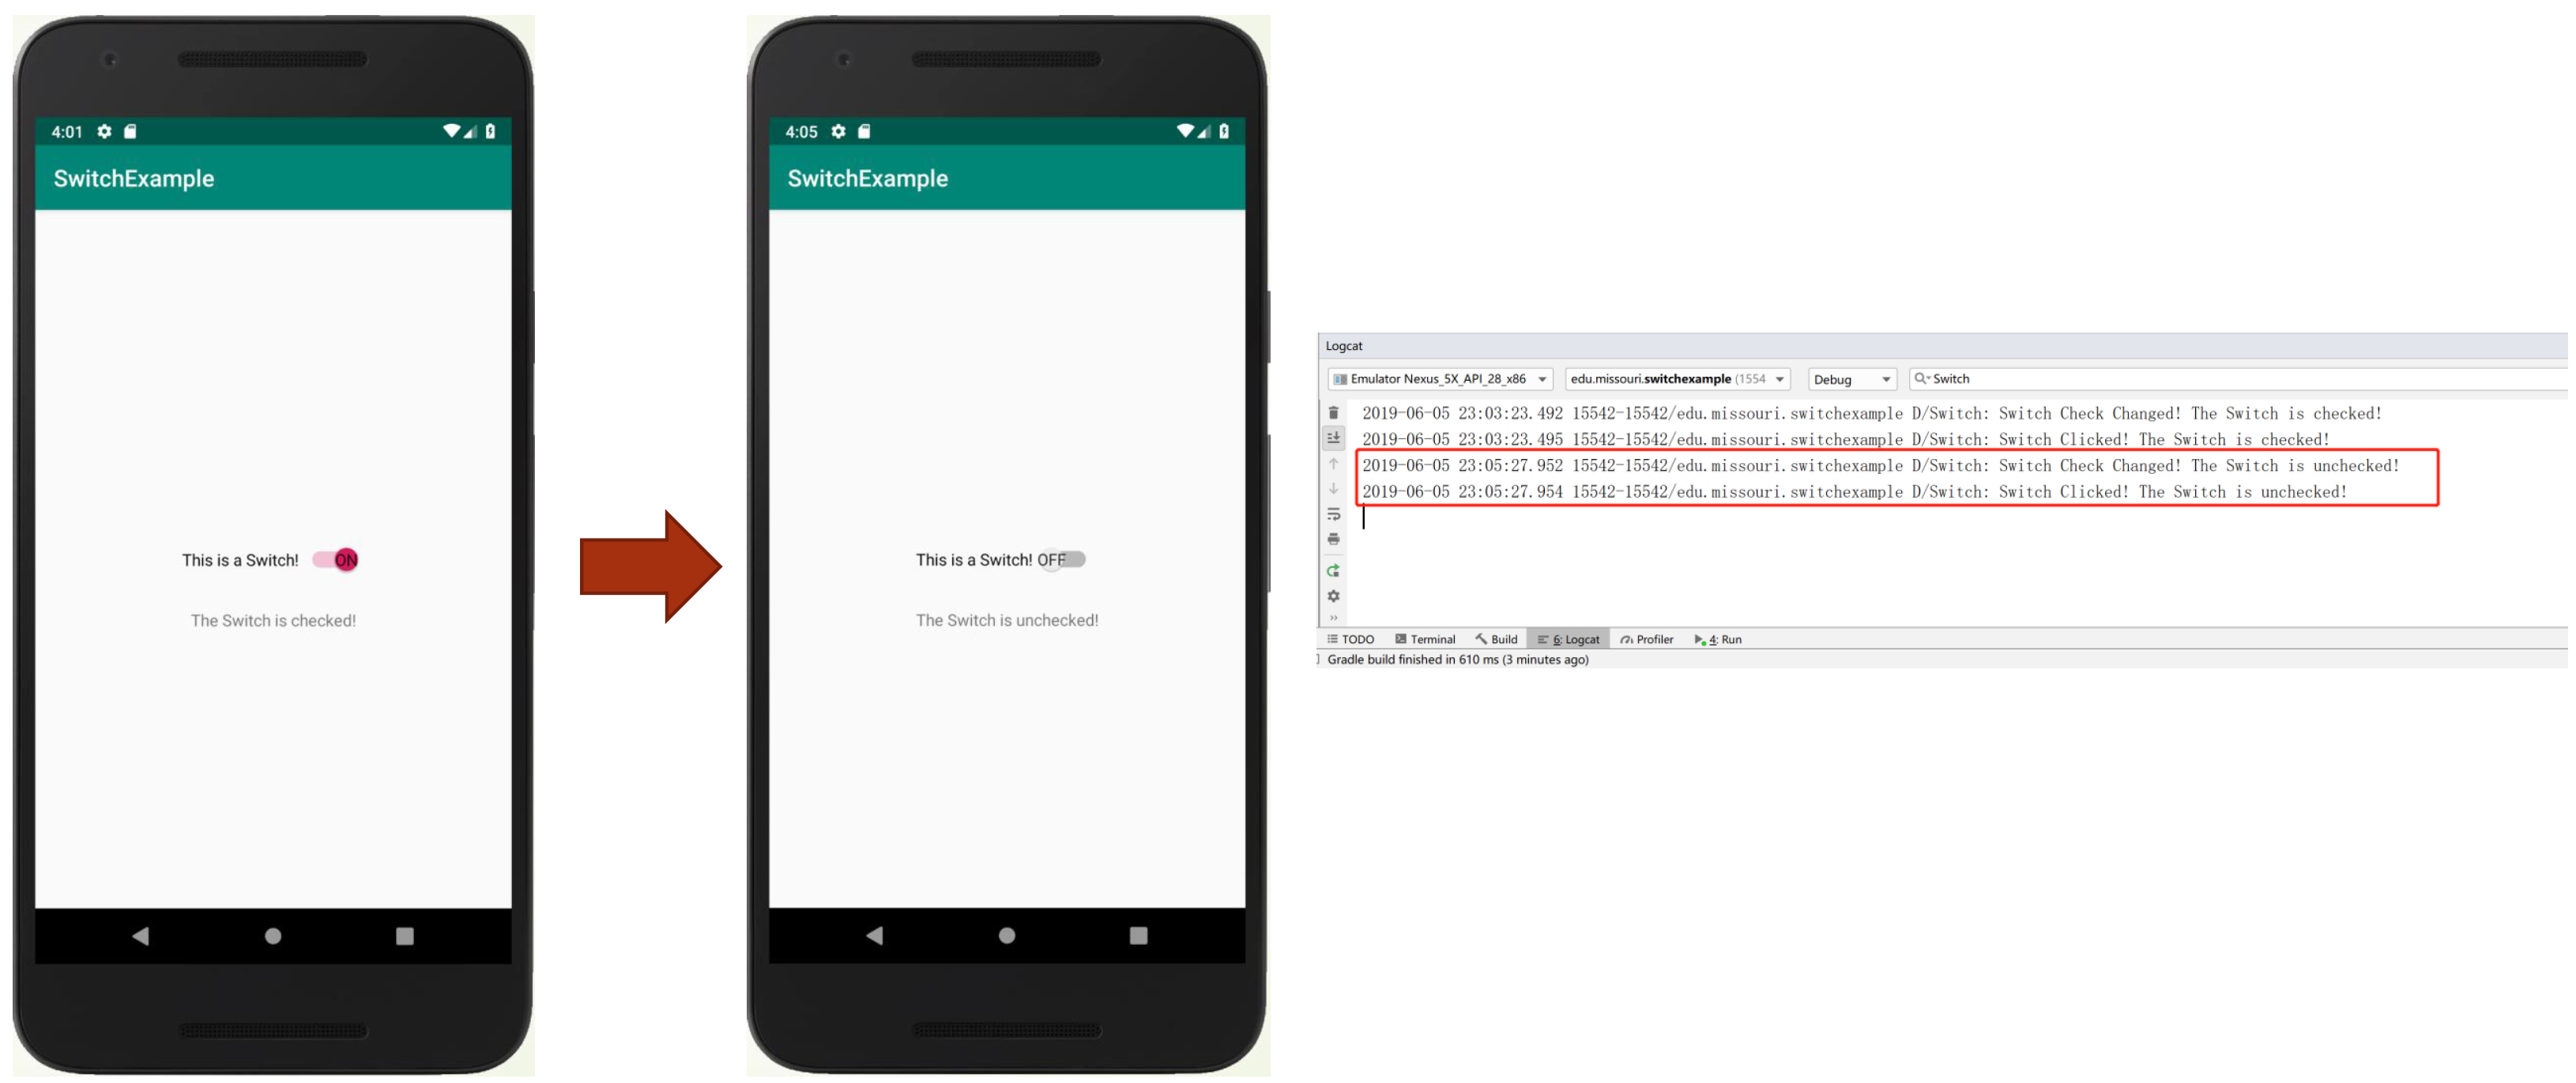 4:01
SwitchExample
This is a Switch! ON
The Switch is checked!
4:05
SwitchExample
This is a Switch! OFF
The Switch is unchecked!
Logcat
Emulator Nexus_5X_API_28_x86 edu.missouri.switchexample (1554 Debug Switch
2019-06-05 23:03:23.492 15542-15542/edu.missouri.switchexample D/Switch: Switch Check Changed! The Switch is checked!
2019-06-05 23:03:23.495 15542-15542/edu.missouri.switchexample D/Switch: Switch Clicked! The Switch is checked!
2019-06-05 23:05:27.952 15542-15542/edu.missouri.switchexample D/Switch: Switch Check Changed! The Switch is unchecked!
2019-06-05 23:05:27.954 15542-15542/edu.missouri.switchexample D/Switch: Switch Clicked! The Switch is unchecked!
TODO Terminal Build 6: Logcat Profiler 4: Run
Gradle build finished in 610 ms (3 minutes ago)